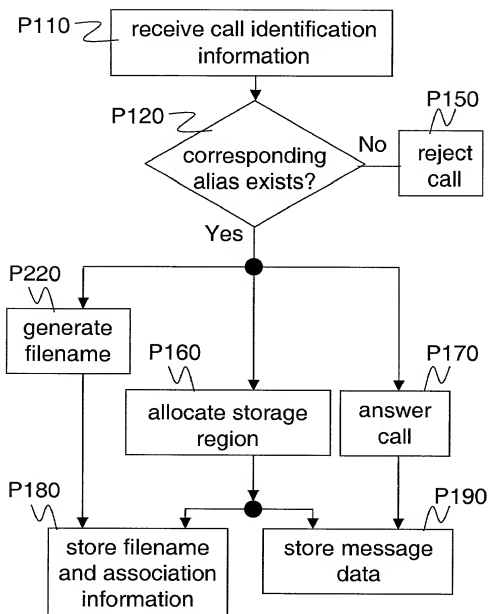 P110
receive call identification
information
P120
P150
corresponding
alias exists?
No
reject
call
Yes
P220
generate
filename
P160
P170
allocate storage
region
answer
call
P180
P190
store filename
and association
information
store message
data